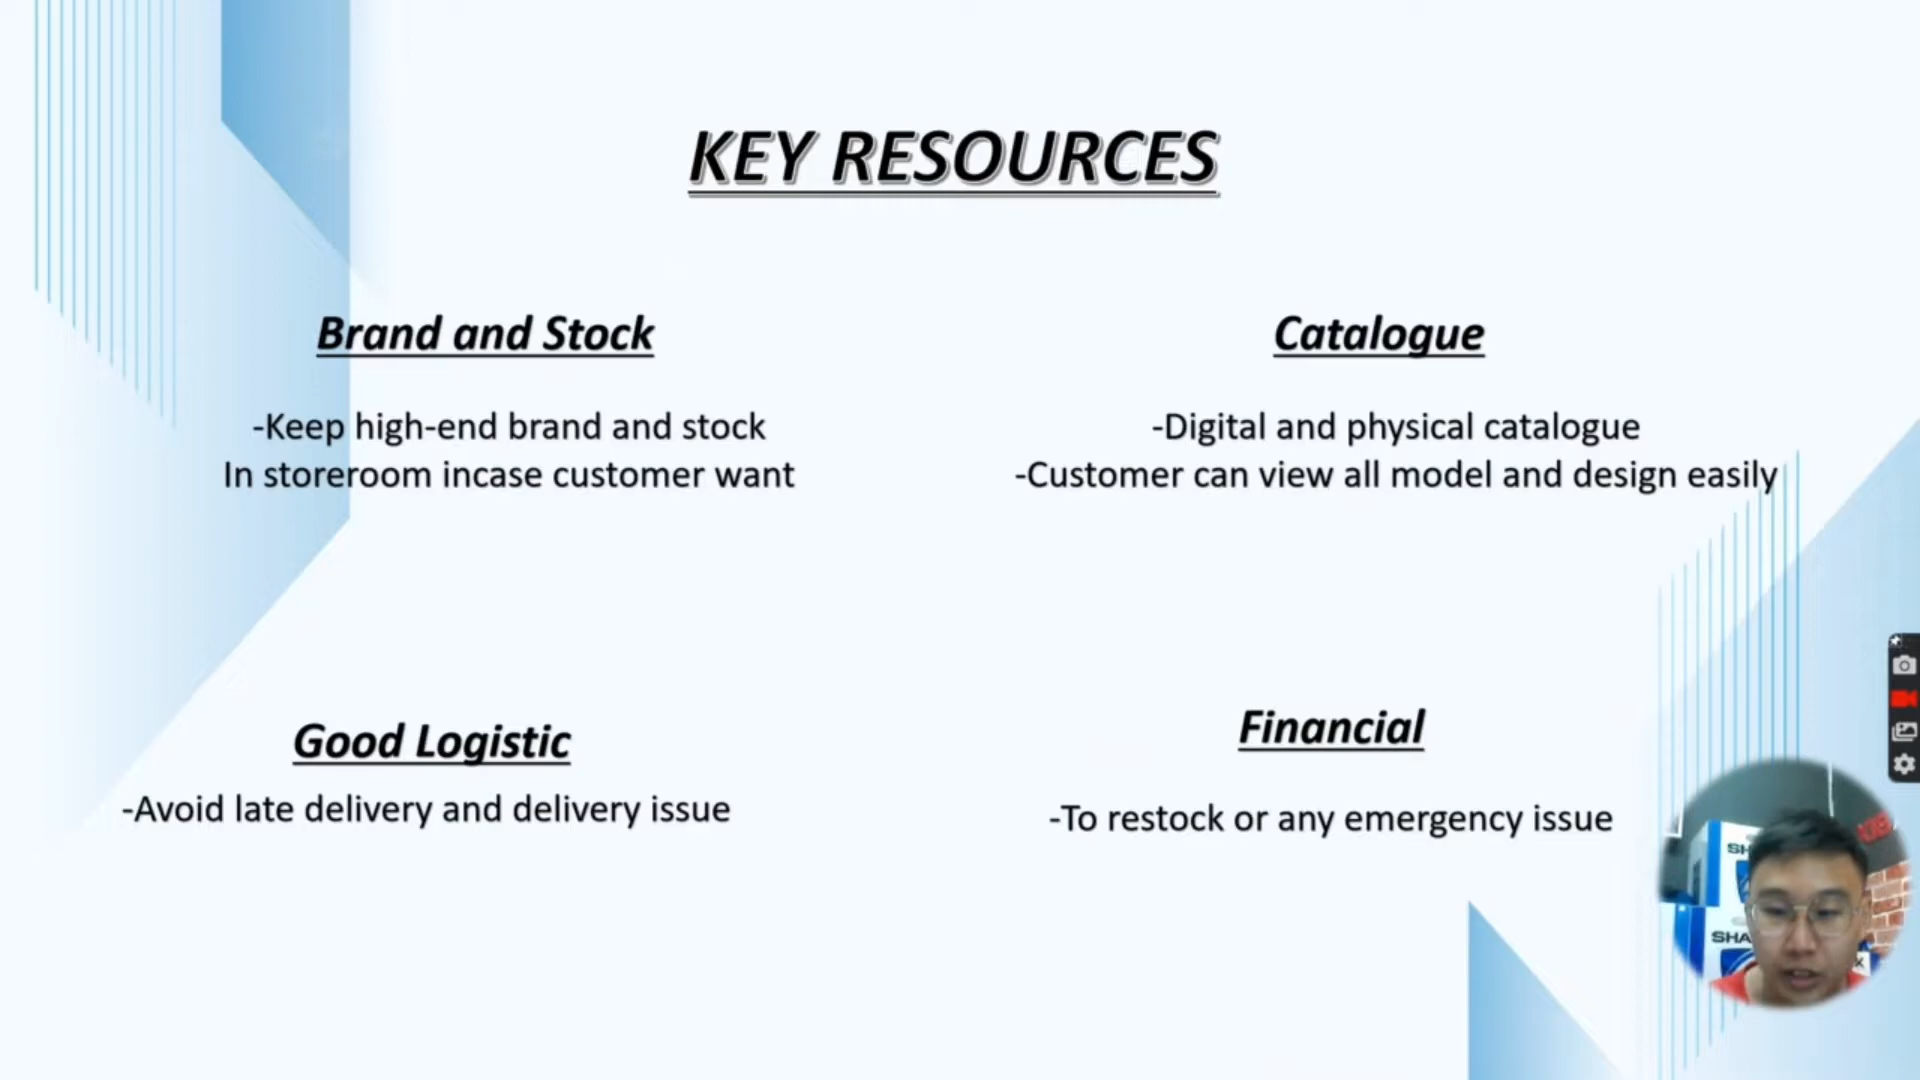 KEY RESOURCES
Brand and Stock
-Keep high-end brand and stock
In storeroom incase customer want
Catalogue
-Digital and physical catalogue
-Customer can view all model and design easily
Good Logistic
-Avoid late delivery and delivery issue
Financial
-To restock or any emergency issue